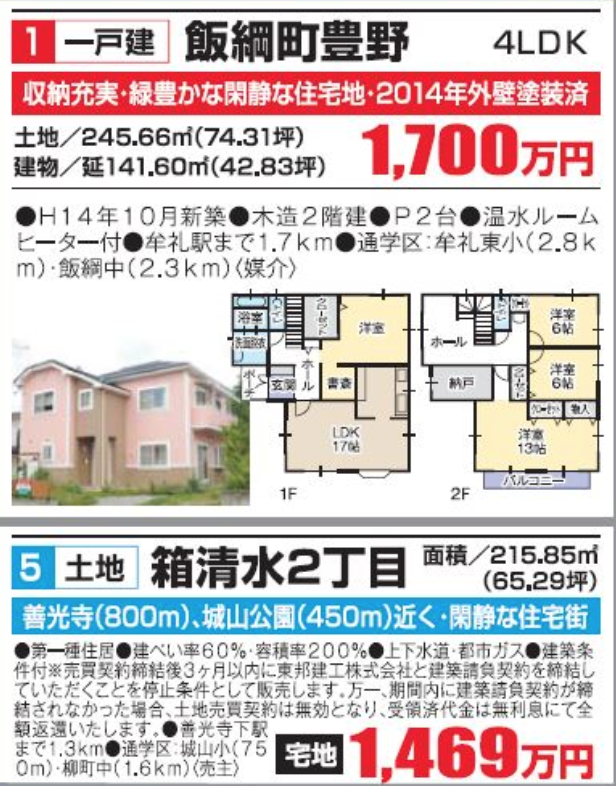 1 一戸建 飯綱町豊野 4LDK
収納充実・緑豊かな閑静な住宅地・2014年外壁塗装済
土地／245.66㎡(74.31坪)
建物／延141.60㎡(42.83坪)
1,700万円
●H14年10月新築●木造2階建●P2台●温水ルーム
ヒーター付●牟礼駅まで1.7km●通学区:牟礼東小(2.8k
m)・飯綱中(2.3km)〈媒介〉
浴室
トイレ
クローゼット
洋室
洗面脱衣
ポーチ
玄関
ホール
書斎
LDK
17帖
1F
ホール
洋室
6帖
納戸
洋室
6帖
クローゼット
物入
洋室
13帖
バルコニー
2F
5 土地 箱清水2丁目 面積／215.85㎡
(65.29坪)
善光寺(800m)、城山公園(450m)近く・閑静な住宅街
●第一種住居●建ぺい率60%・容積率200%●上下水道・都市ガス●建築条
件付※売買契約締結後3ヶ月以内に東邦建工株式会社と建築請負契約を締結し
ていただくことを停止条件として販売します。万一、期間内に建築請負契約が締
結されなかった場合、土地売買契約は無効となり、受領済代金は無利息にて全
額返還いたします。●善光寺下駅
まで1.3km●通学区:城山小(75
0m)・柳町中(1.6km)〈売主〉
宅地 1,469万円